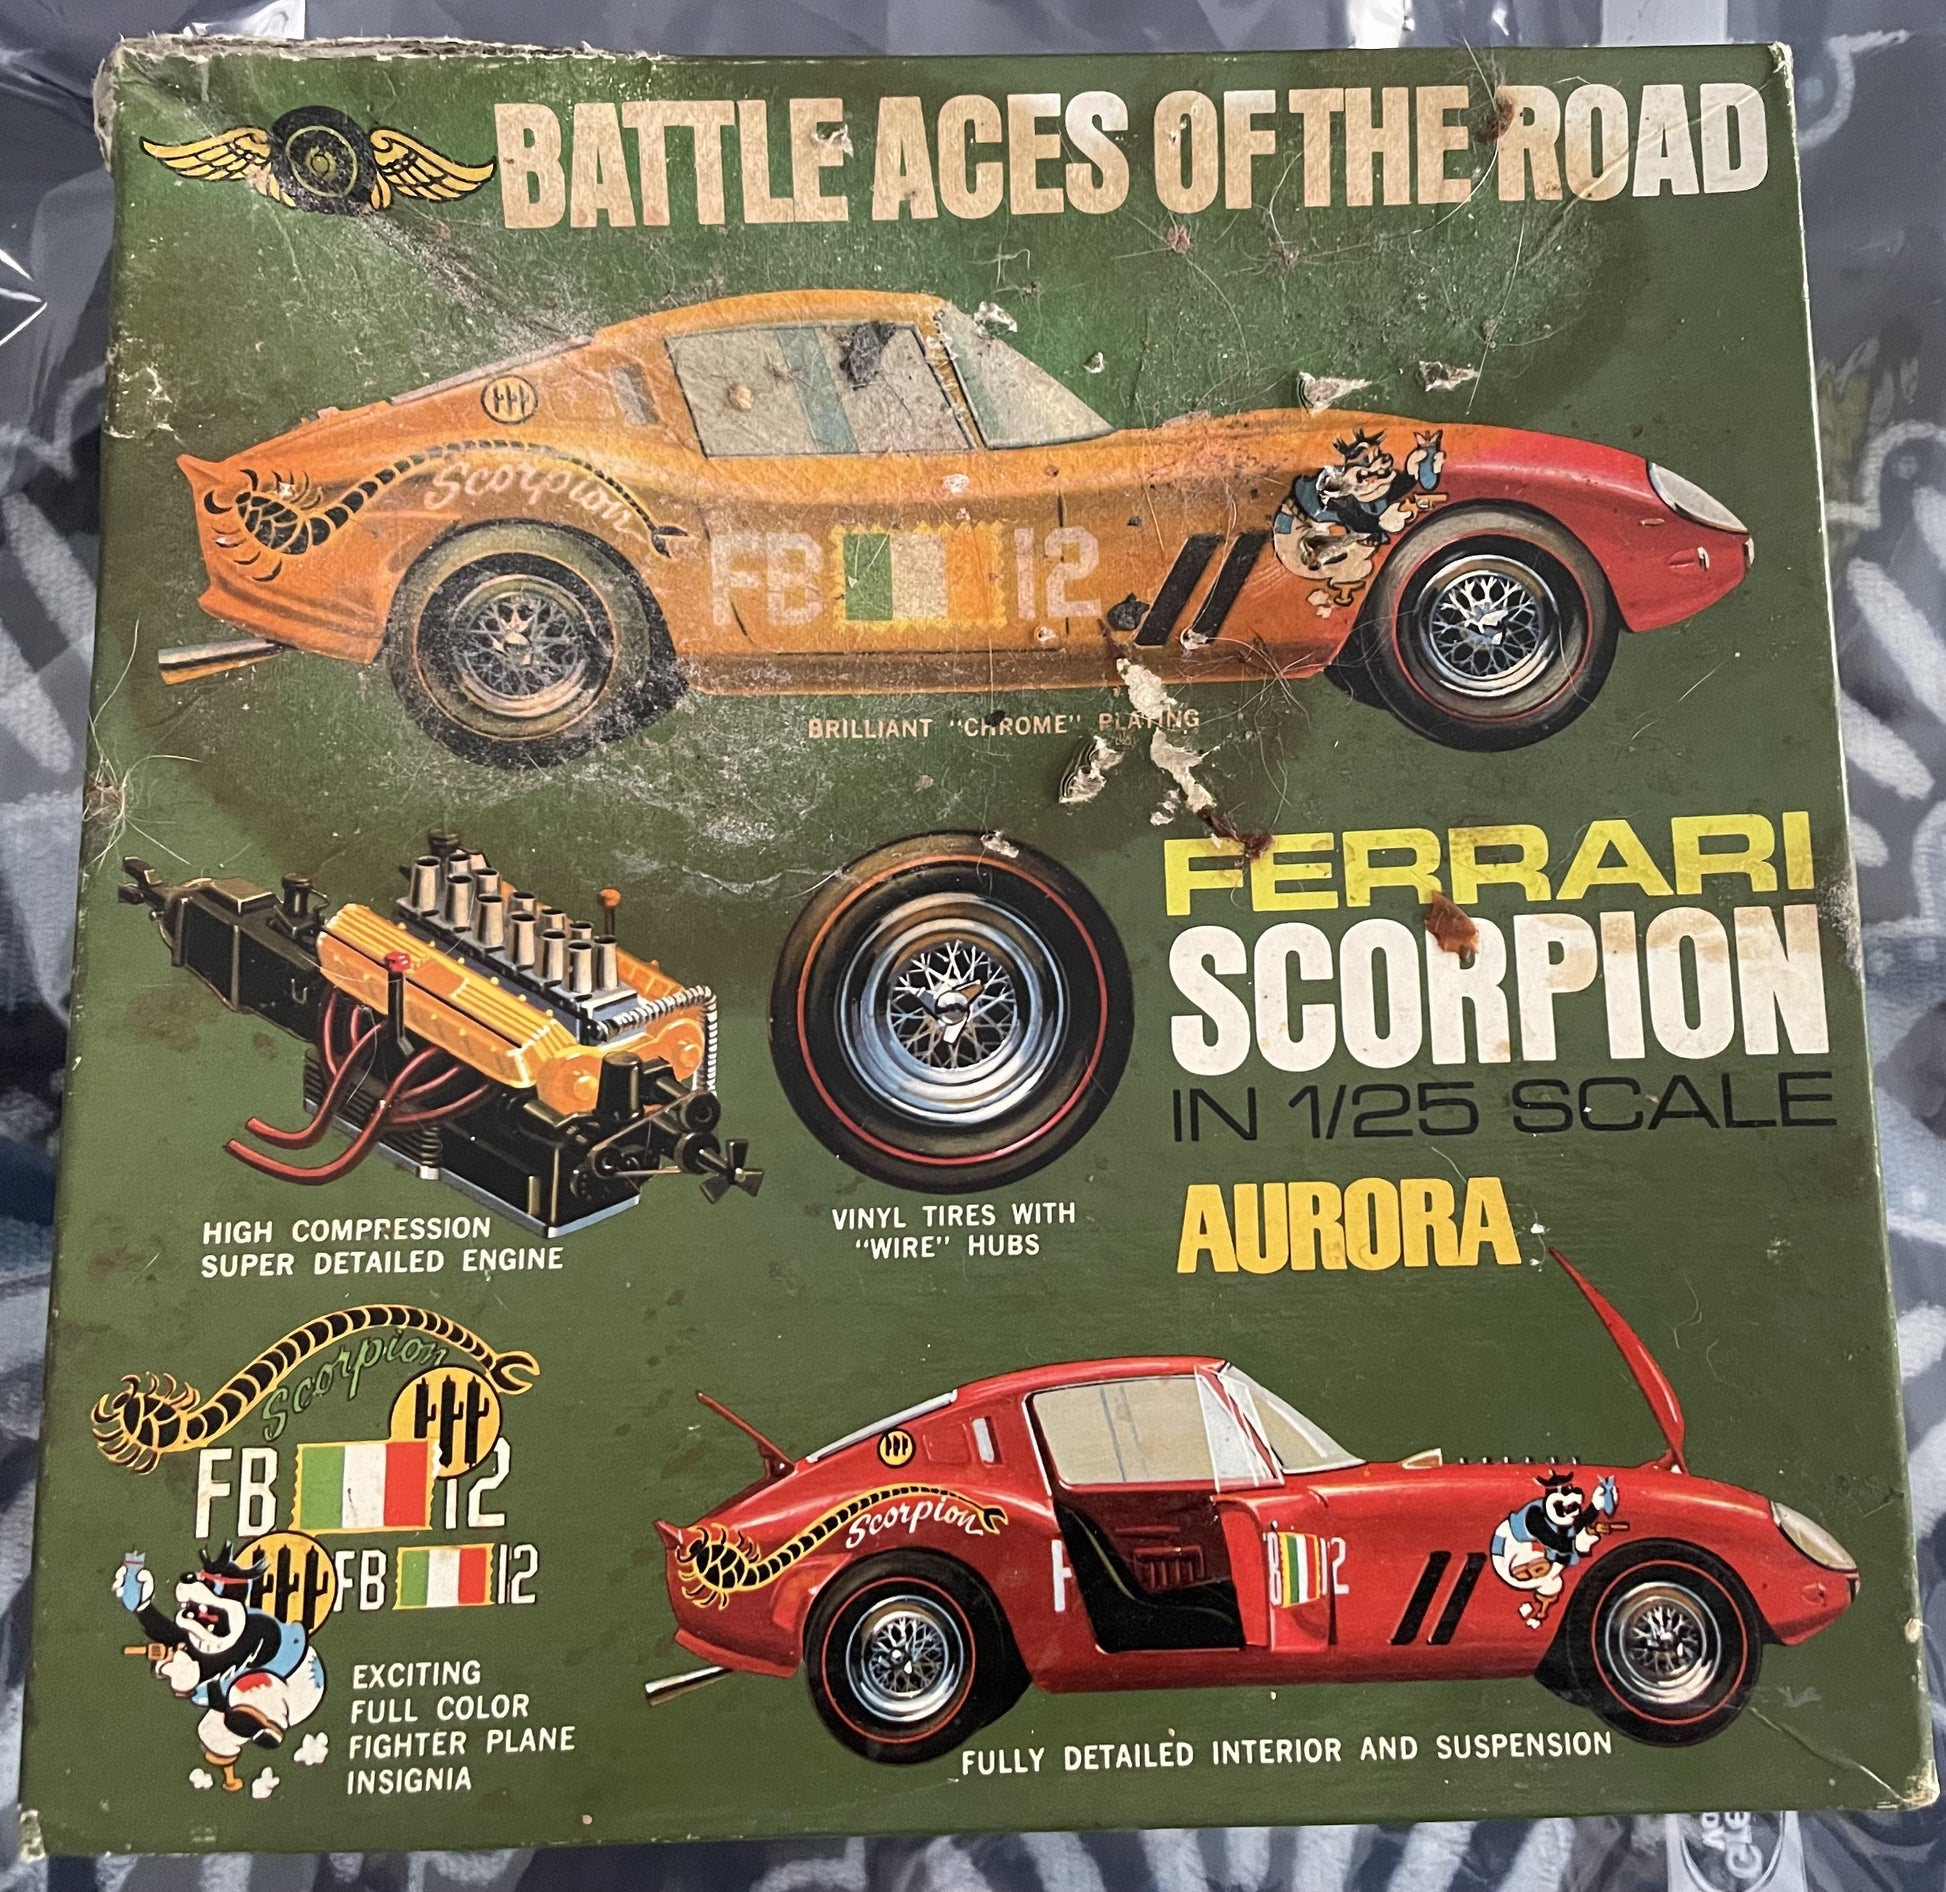 BATTLE ACES OF THE ROAD
Scorpion
FB 12
BRILLIANT "CHROME" PLATING
FERRARI
SCORPION
IN 1/25 SCALE
AURORA
HIGH COMPRESSION
SUPER DETAILED ENGINE
VINYL TIRES WITH
"WIRE" HUBS
Scorpion
FB 12
FB 12
EXCITING
FULL COLOR
FIGHTER PLANE
INSIGNIA
Scorpion
F B 12
FULLY DETAILED INTERIOR AND SUSPENSION